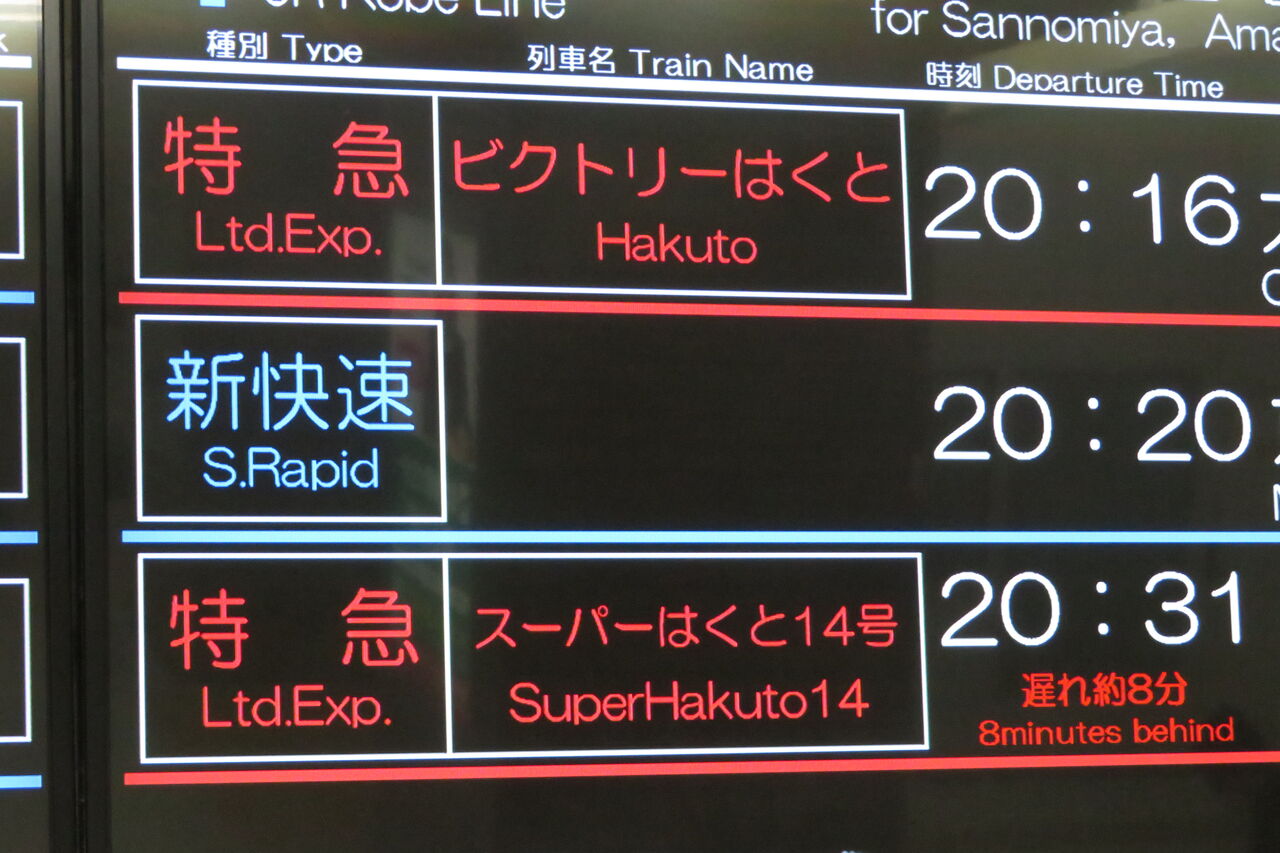 JR Kobe Line
for Sannomiya, Ama
種別 Type
列車名 Train Name
時刻 Departure Time
特急
Ltd.Exp.
ビクトリーはくと
Hakuto
20:16
新快速
S.Rapid
20:20
特急
Ltd.Exp.
スーパーはくと14号
SuperHakuto14
20:31
遅れ約8分
8minutes behind